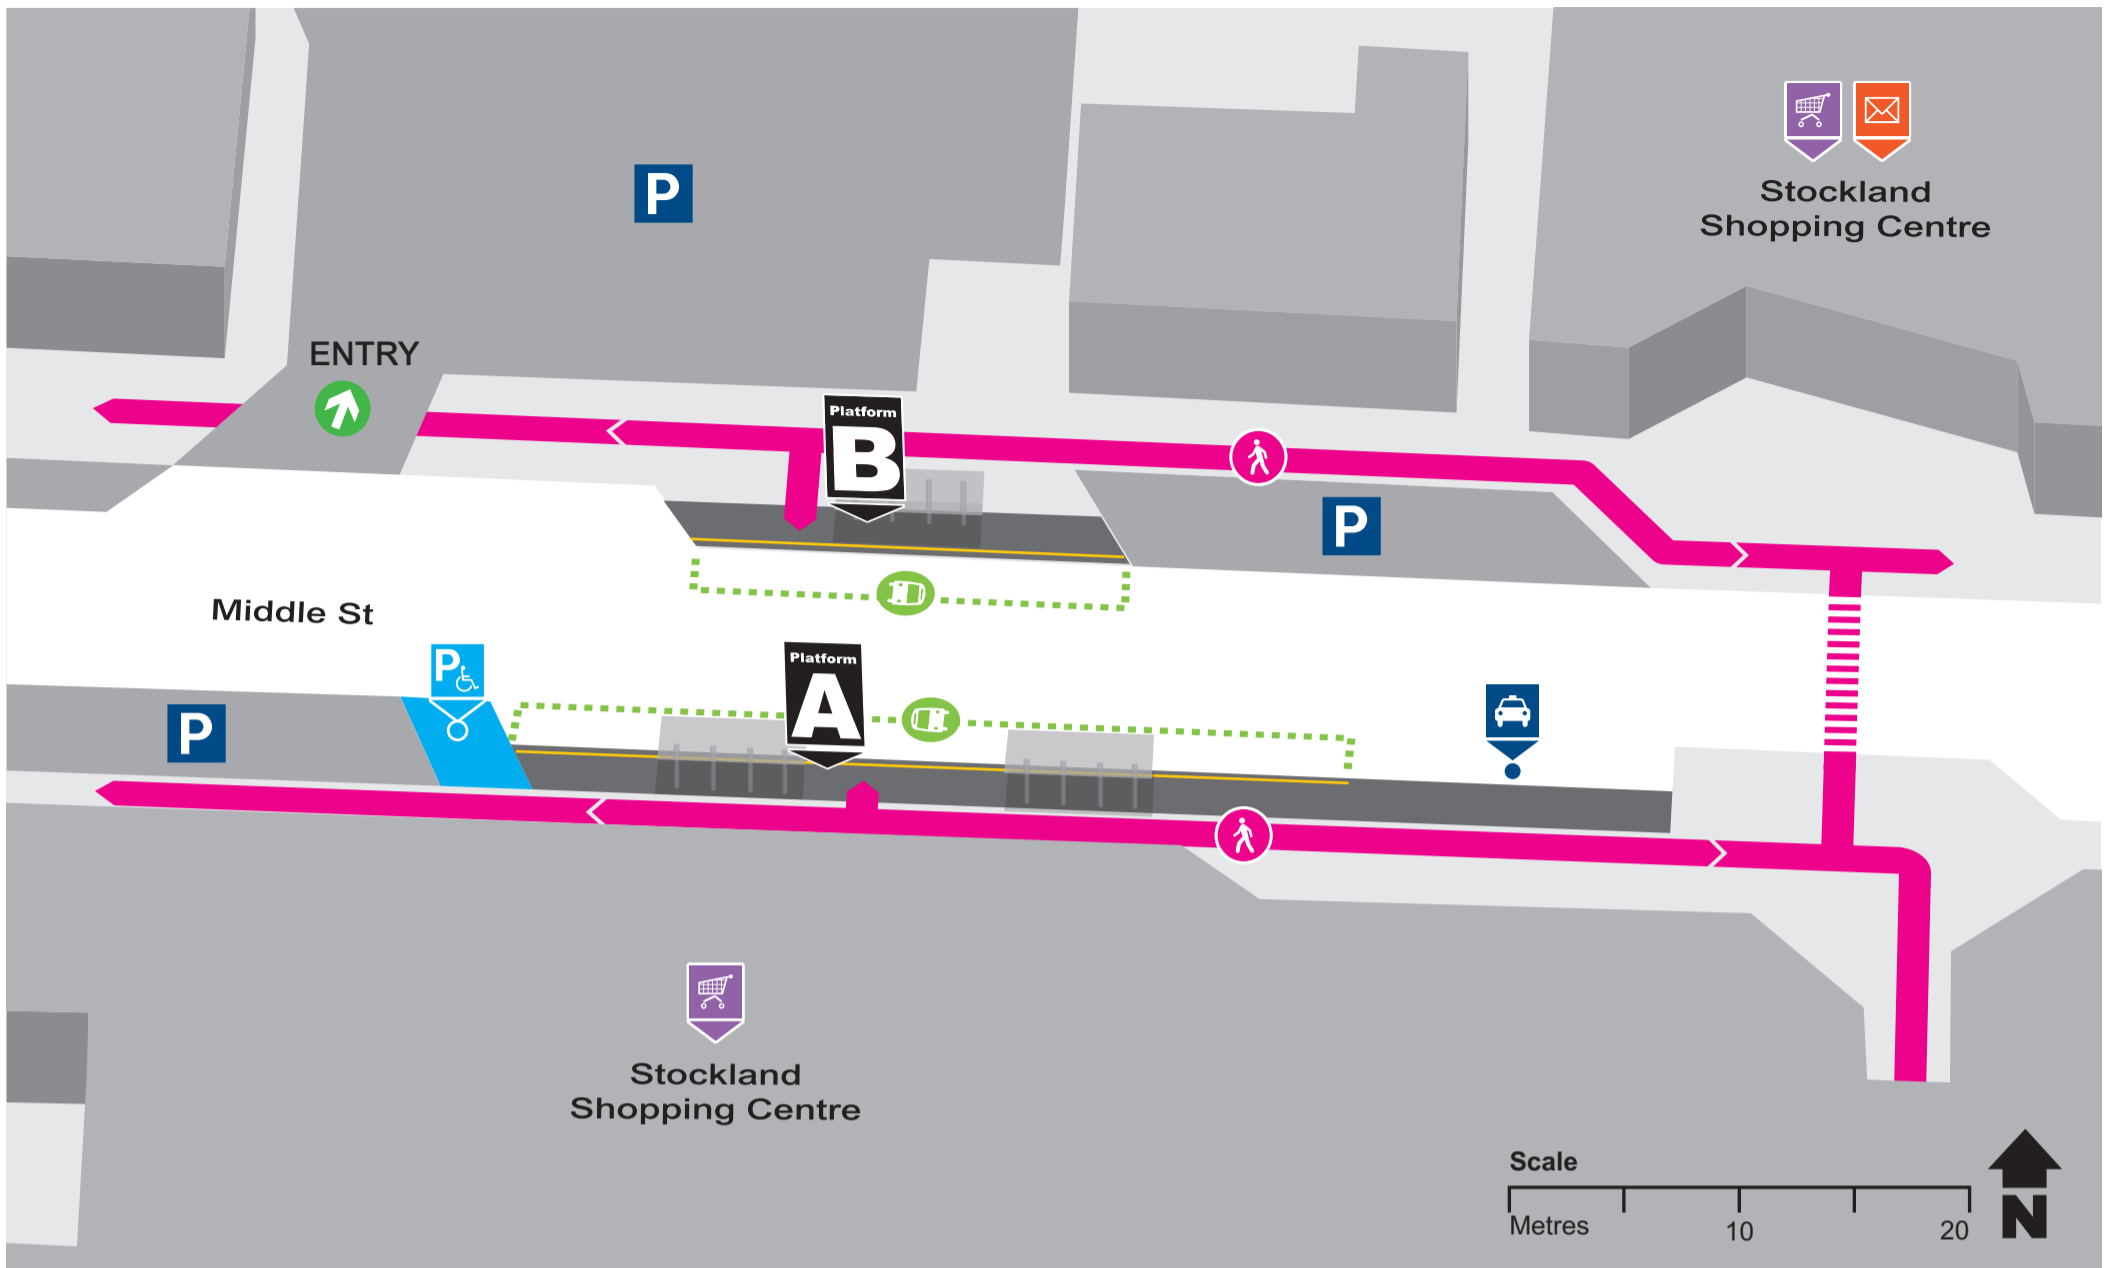 P
Stockland
Shopping Centre
ENTRY
Platform
B
P
Middle St
P
P
Platform
A
Stockland
Shopping Centre
Scale
Metres 10 20
N